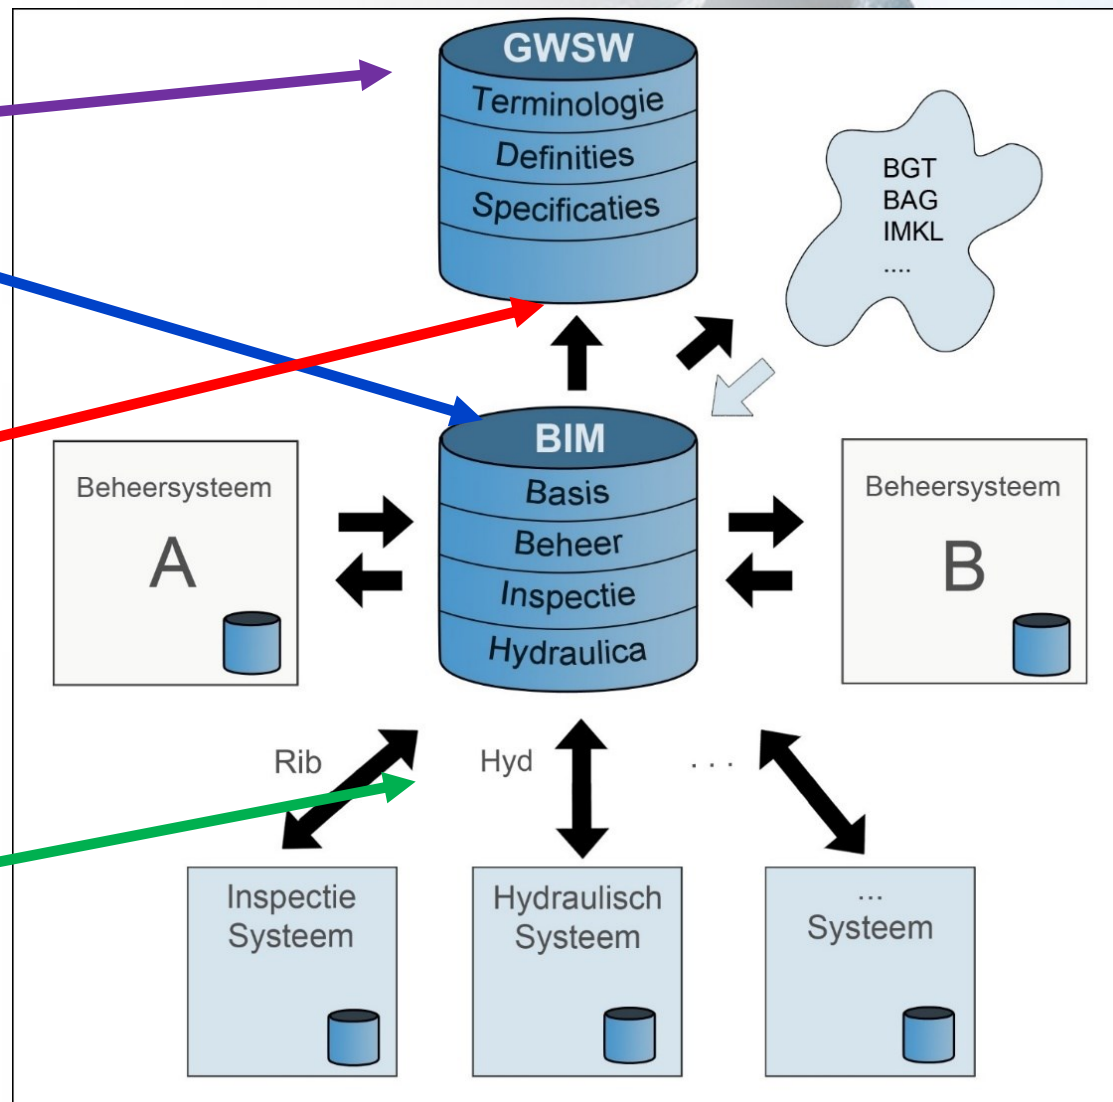 GWSW
Terminologie
Definities
Specificaties
BGT
BAG
IMKL
....
Beheersysteem
A
BIM
Basis
Beheer
Inspectie
Hydraulica
Beheersysteem
B
Rib
Hyd
. . .
Inspectie
Systeem
Hydraulisch
Systeem
...
Systeem